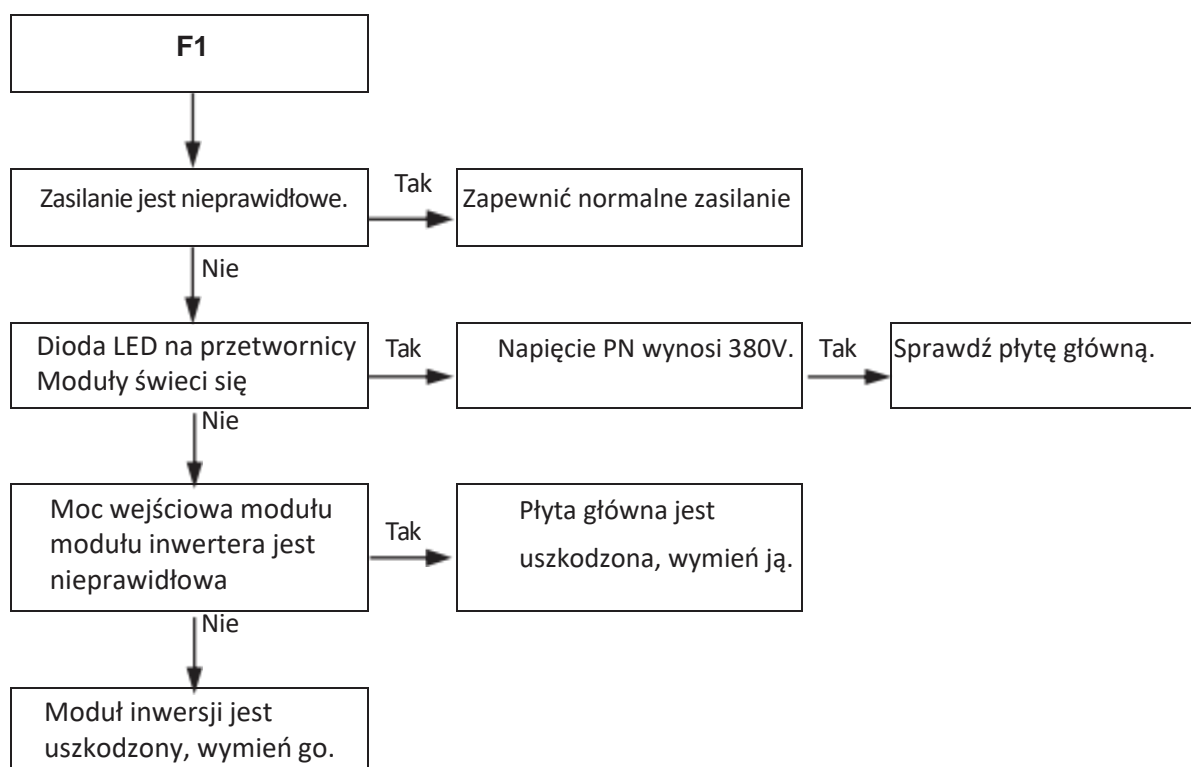 F1
Zasilanie jest nieprawidłowe.
Tak
Zapewnić normalne zasilanie
Nie
Dioda LED na przetwornicy
Moduły świeci się
Tak
Napięcie PN wynosi 380V.
Tak
Sprawdź płytę główną.
Nie
Moc wejściowa modułu
modułu inwertera jest
nieprawidłowa
Tak
Płyta główna jest
uszkodzona, wymień ją.
Nie
Moduł inwersji jest
uszkodzony, wymień go.